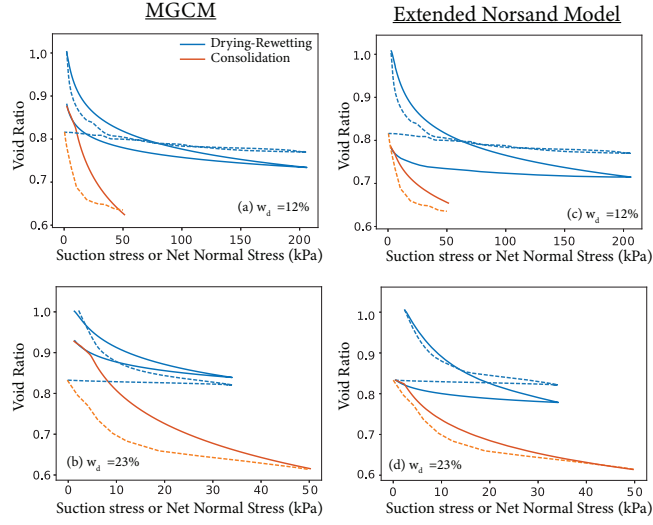 MGCM
Extended Norsand Model
Drying-Rewetting
Consolidation
Void Ratio
1.0
0.9
0.8
0.7
0.6
(a) w_d =12%
0 50 100 150 200
Suction stress or Net Normal Stress (kPa)
Void Ratio
1.0
0.9
0.8
0.7
0.6
(c) w_d =12%
0 50 100 150 200
Suction stress or Net Normal Stress (kPa)
Void Ratio
1.0
0.9
0.8
0.7
0.6
(b) w_d =23%
0 10 20 30 40 50
Suction stress or Net Normal Stress (kPa)
Void Ratio
1.0
0.9
0.8
0.7
0.6
(d) w_d =23%
0 10 20 30 40 50
Suction stress or Net Normal Stress (kPa)